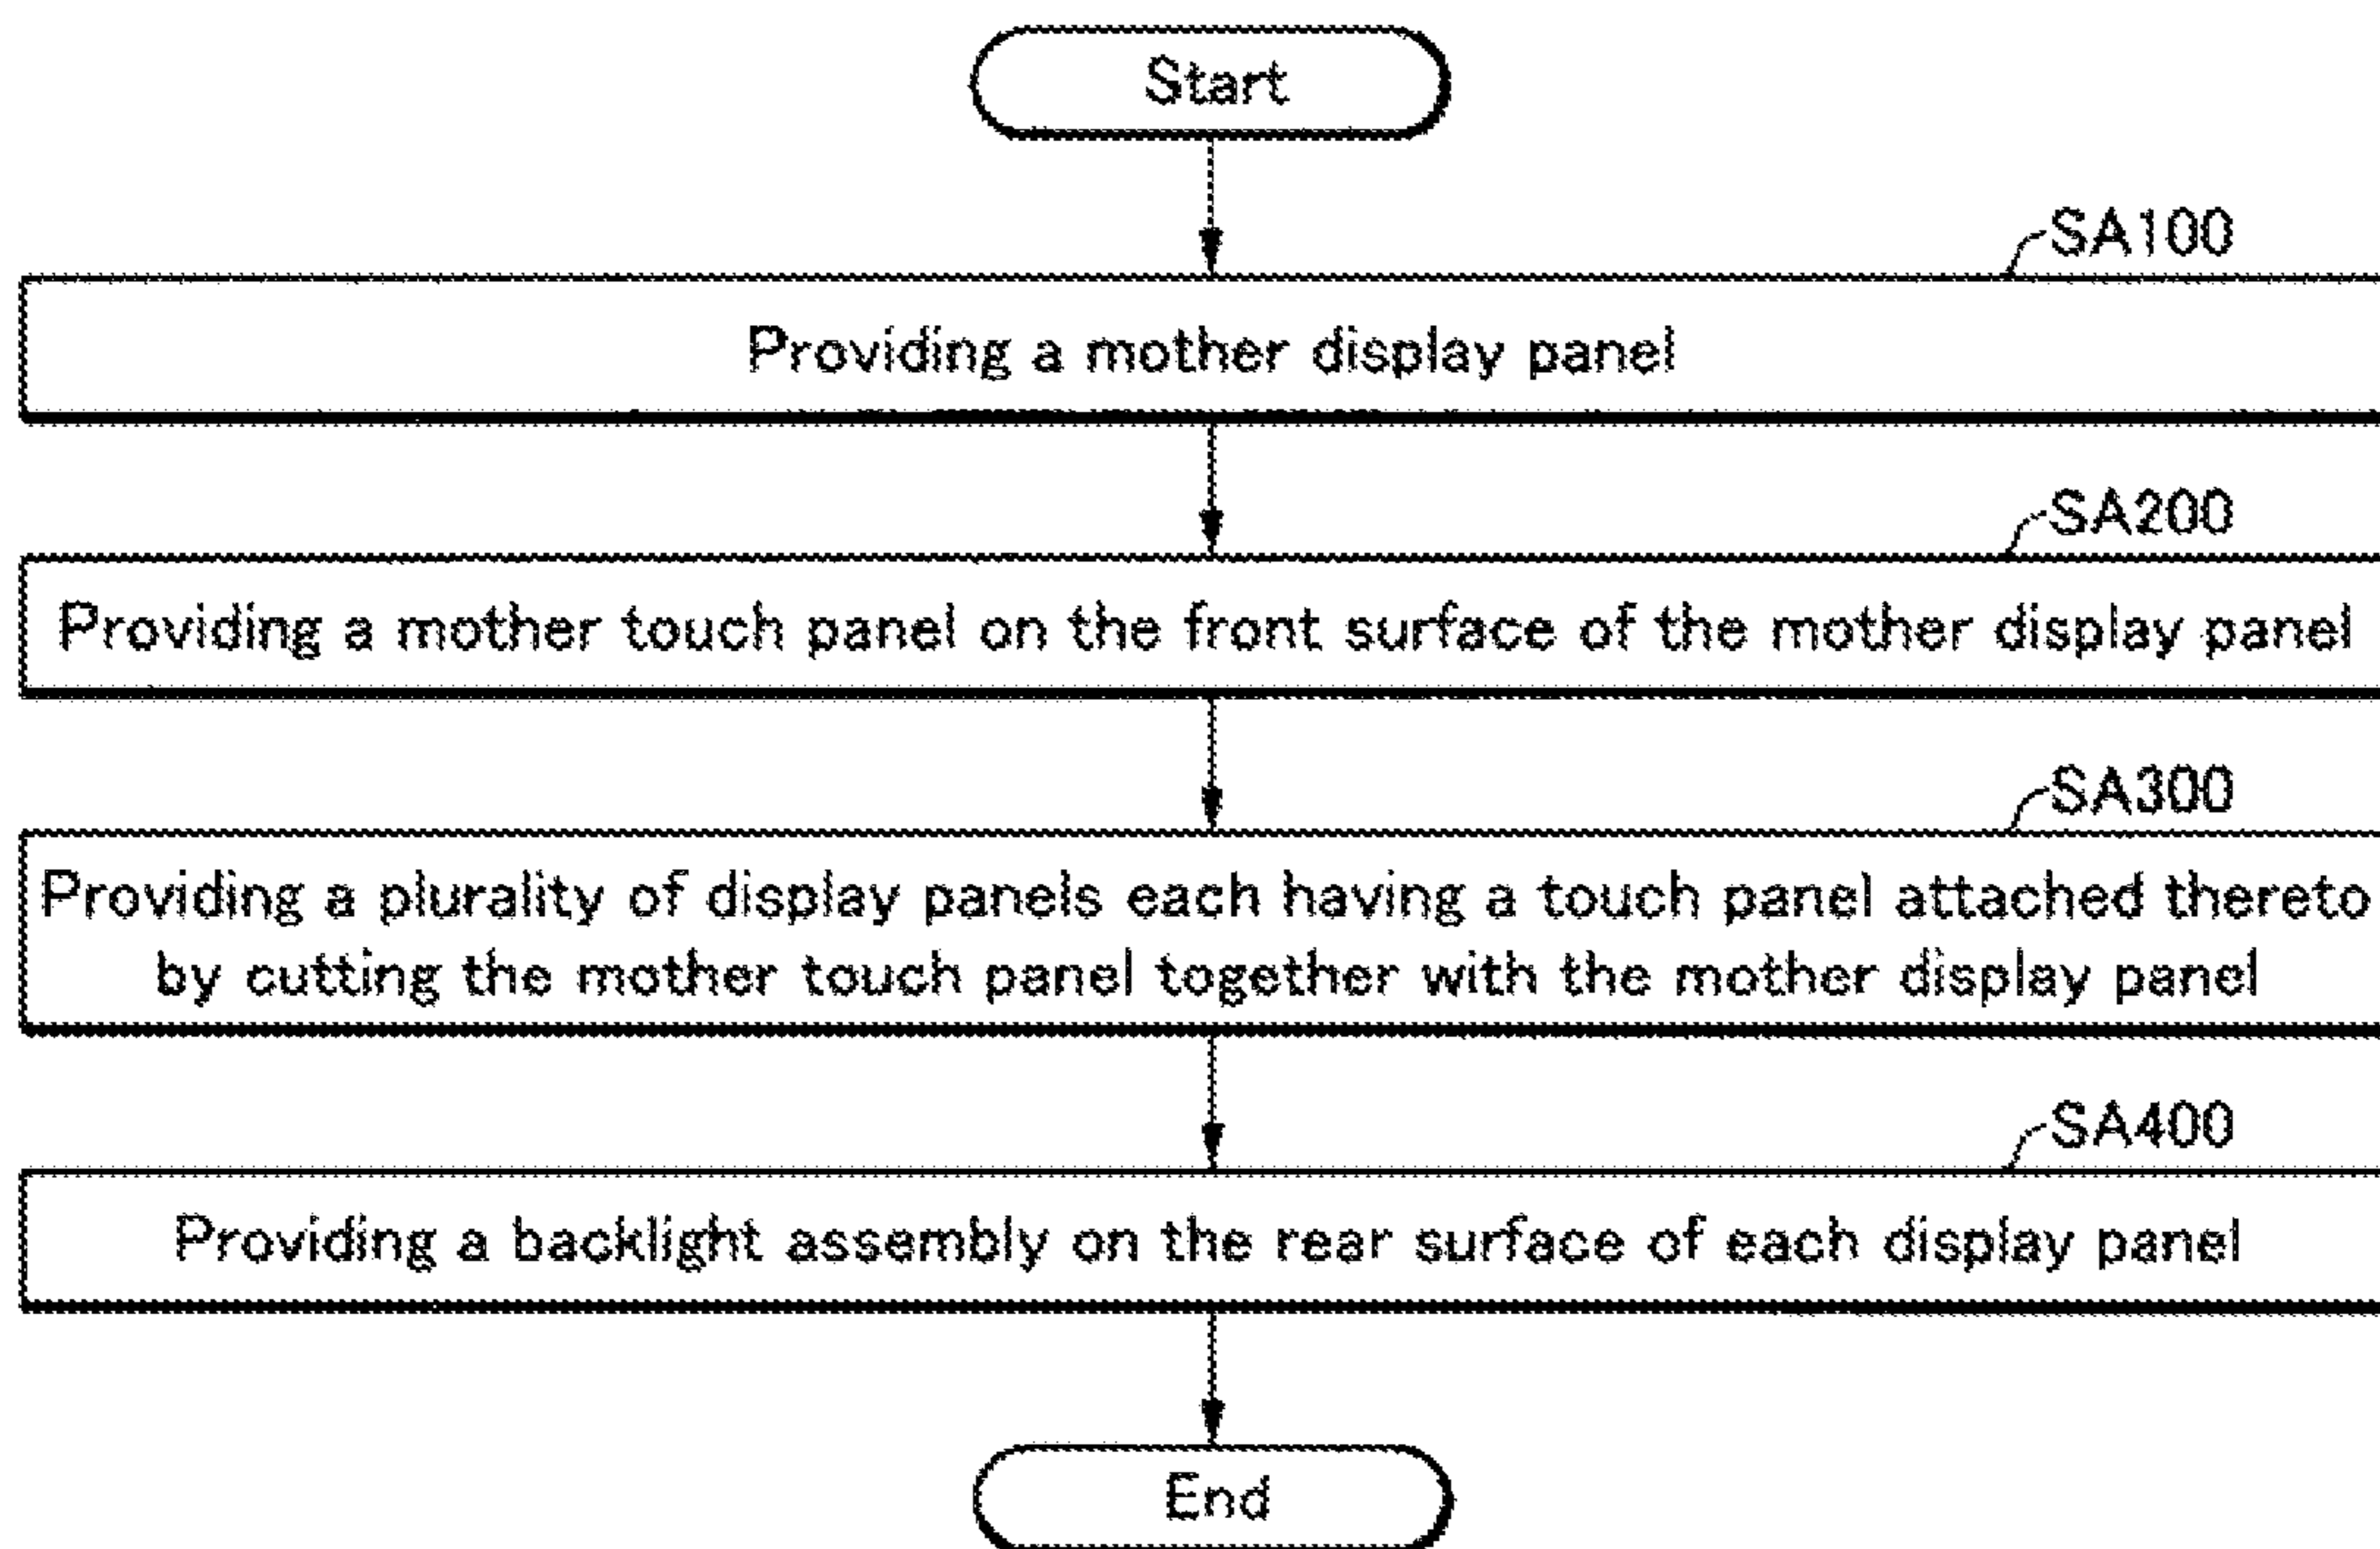 Start
SA100
Providing a mother display panel
SA200
Providing a mother touch panel on the front surface of the mother display panel
SA300
Providing a plurality of display panels each having a touch panel attached thereto
by cutting the mother touch panel together with the mother display panel
SA400
Providing a backlight assembly on the rear surface of each display panel
End